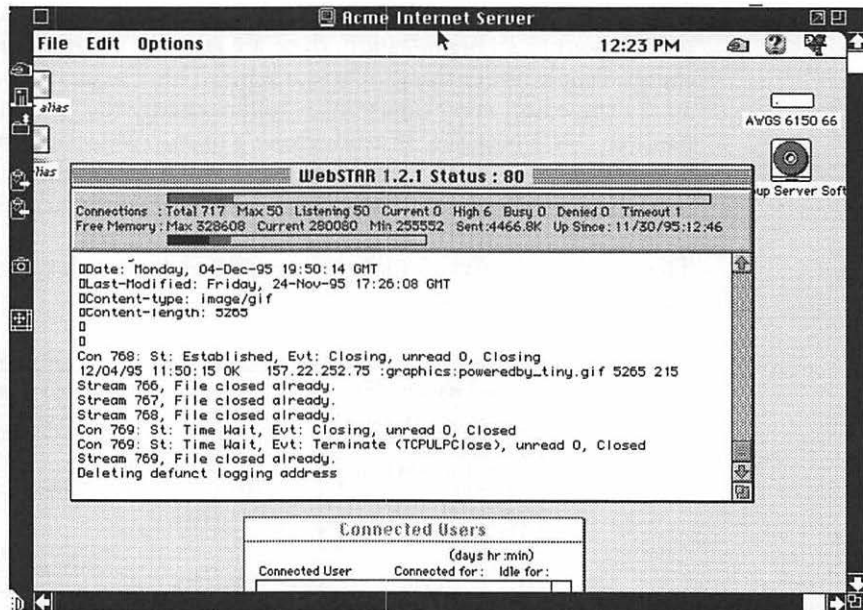 Acme Internet Server
File Edit Options 12:23 PM
alias
AWGS 6150 66
lias
up Server Soft
WebSTAR 1.2.1 Status : 80
Connections : Total 717 Max 50 Listening 50 Current 0 High 6 Busy 0 Denied 0 Timeout 1
Free Memory : Max 328608 Current 280080 Min 255552 Sent :4466.8K Up Since : 11/30/95:12:46
Date: Monday, 04-Dec-95 19:50:14 GMT
Last-Modified: Friday, 24-Nov-95 17:26:08 GMT
Content-type: image/gif
Content-length: 5265
Con 768: St: Established, Evt: Closing, unread 0, Closing
12/04/95 11:50:15 OK 157.22.252.75 :graphics:poweredby_tiny.gif 5265 215
Stream 766, File closed already.
Stream 767, File closed already.
Stream 768, File closed already.
Con 769: St: Time Wait, Evt: Closing, unread 0, Closed
Con 769: St: Time Wait, Evt: Terminate (TCPULPClose), unread 0, Closed
Stream 769, File closed already.
Deleting defunct logging address
Connected Users
(days hr :min)
Connected User Connected for : Idle for :